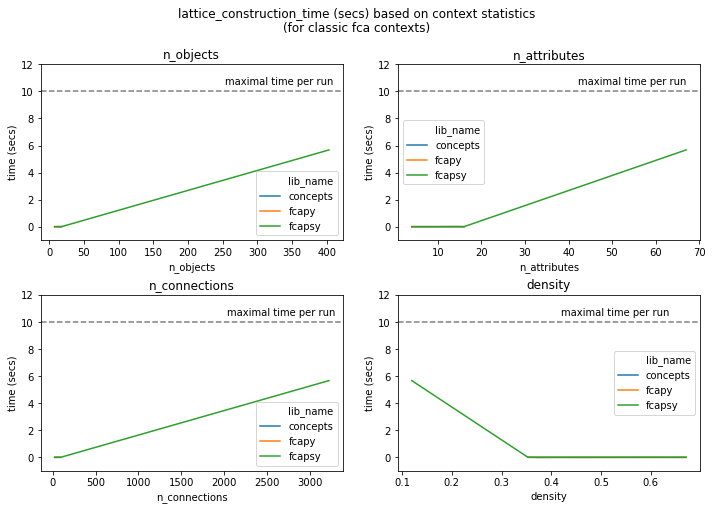 lattice_construction_time (secs) based on context statistics
(for classic fca contexts)
n_objects
12
10
8
6
4
2
0
time (secs)
maximal time per run
lib_name
concepts
fcapy
fcapsy
0 50 100 150 200 250 300 350 400
n_objects
n_attributes
12
10
8
6
4
2
0
time (secs)
maximal time per run
lib_name
concepts
fcapy
fcapsy
10 20 30 40 50 60 70
n_attributes
n_connections
12
10
8
6
4
2
0
time (secs)
maximal time per run
lib_name
concepts
fcapy
fcapsy
0 500 1000 1500 2000 2500 3000
n_connections
density
12
10
8
6
4
2
0
time (secs)
maximal time per run
lib_name
concepts
fcapy
fcapsy
0.1 0.2 0.3 0.4 0.5 0.6
density